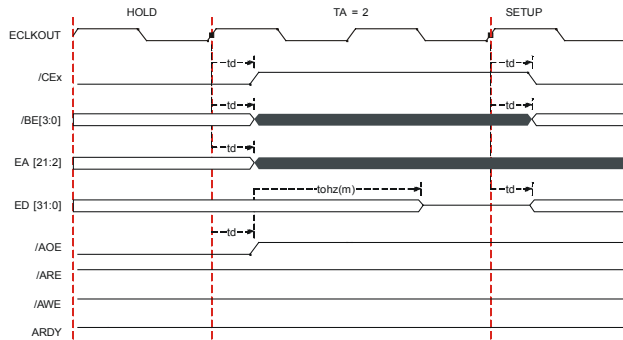 HOLD TA = 2 SETUP
ECLKOUT
td td
/CEx
td td
/BE[3:0]
td
EA [21:2]
tohz(m) td
ED [31:0]
td
/AOE
/ARE
/AWE
ARDY